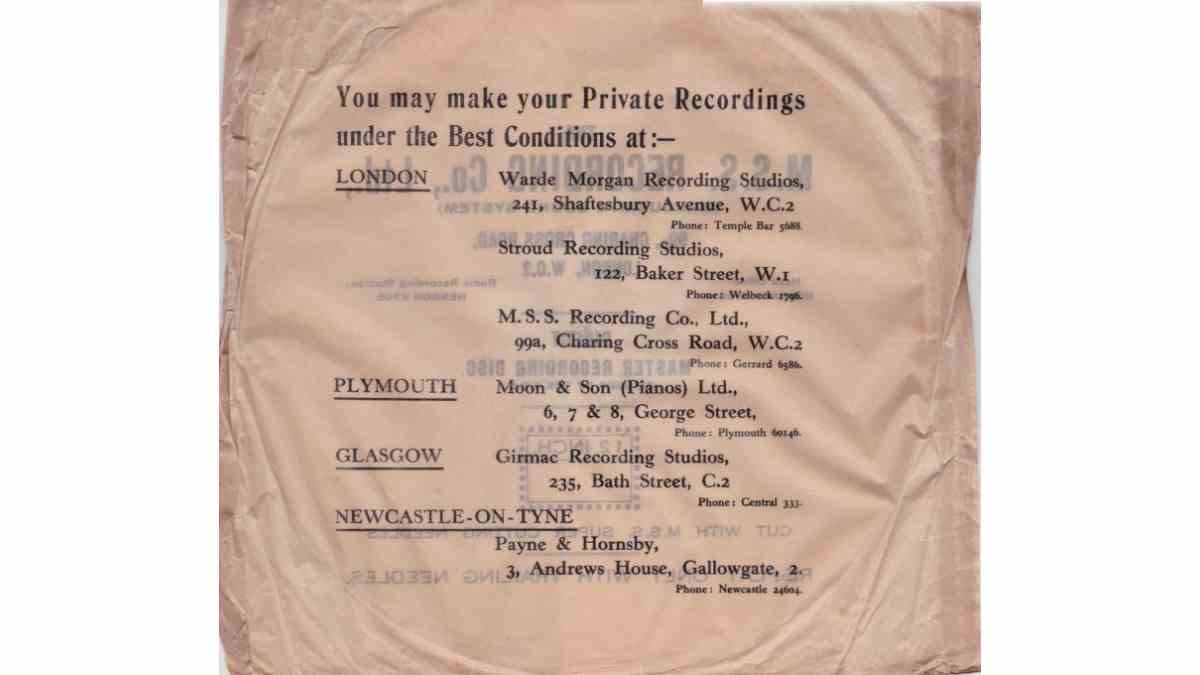 You may make your Private Recordings
under the Best Conditions at:—
LONDON Warde Morgan Recording Studios,
241, Shaftesbury Avenue, W.C.2
Phone: Temple Bar 5688.
Stroud Recording Studios,
122, Baker Street, W.1
Phone: Welbeck 1796.
M.S.S. Recording Co., Ltd.,
99a, Charing Cross Road, W.C.2
Phone: Gerrard 6586.
PLYMOUTH Moon & Son (Pianos) Ltd.,
6, 7 & 8, George Street,
Phone: Plymouth 60146.
GLASGOW Girmac Recording Studios,
235, Bath Street, C.2
Phone: Central 333.
NEWCASTLE-ON-TYNE
Payne & Hornsby,
3, Andrews House, Gallowgate, 2.
Phone: Newcastle 24604.